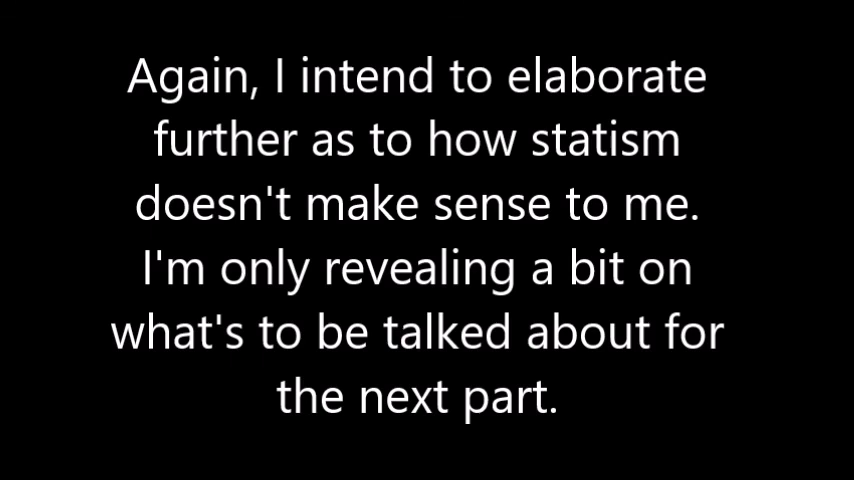 Again, I intend to elaborate
further as to how statism
doesn't make sense to me.
I'm only revealing a bit on
what's to be talked about for
the next part.